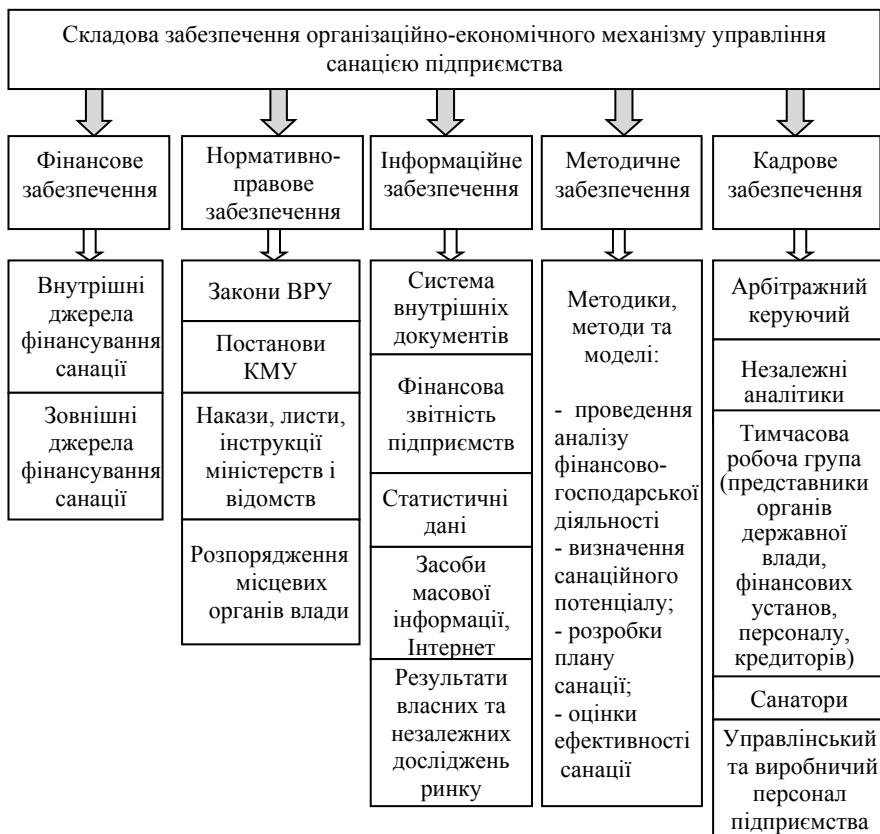 Складова забезпечення організаційно-економічного механізму управління
санацією підприємства
Фінансове
забезпечення
Нормативно-
правове
забезпечення
Інформаційне
забезпечення
Методичне
забезпечення
Кадрове
забезпечення
Внутрішні
джерела
фінансування
санації
Зовнішні
джерела
фінансування
санації
Закони ВРУ
Постанови
КМУ
Накази, листи,
інструкції
міністерств і
відомств
Розпорядження
місцевих
органів влади
Система
внутрішніх
документів
Фінансова
звітність
підприємств
Статистичні
дані
Засоби
масової
інформації,
Інтернет
Результати
власних та
незалежних
досліджень
ринку
Методики,
методи та
моделі:
- проведення
аналізу
фінансово-
господарської
діяльності
- визначення
санаційного
потенціалу;
- розробки
плану
санації;
- оцінки
ефективності
санації
Арбітражний
керуючий
Незалежні
аналітики
Тимчасова
робоча група
(представники
органів
державної
влади,
фінансових
установ,
персоналу,
кредиторів)
Санатори
Управлінський
та виробничий
персонал
підприємства